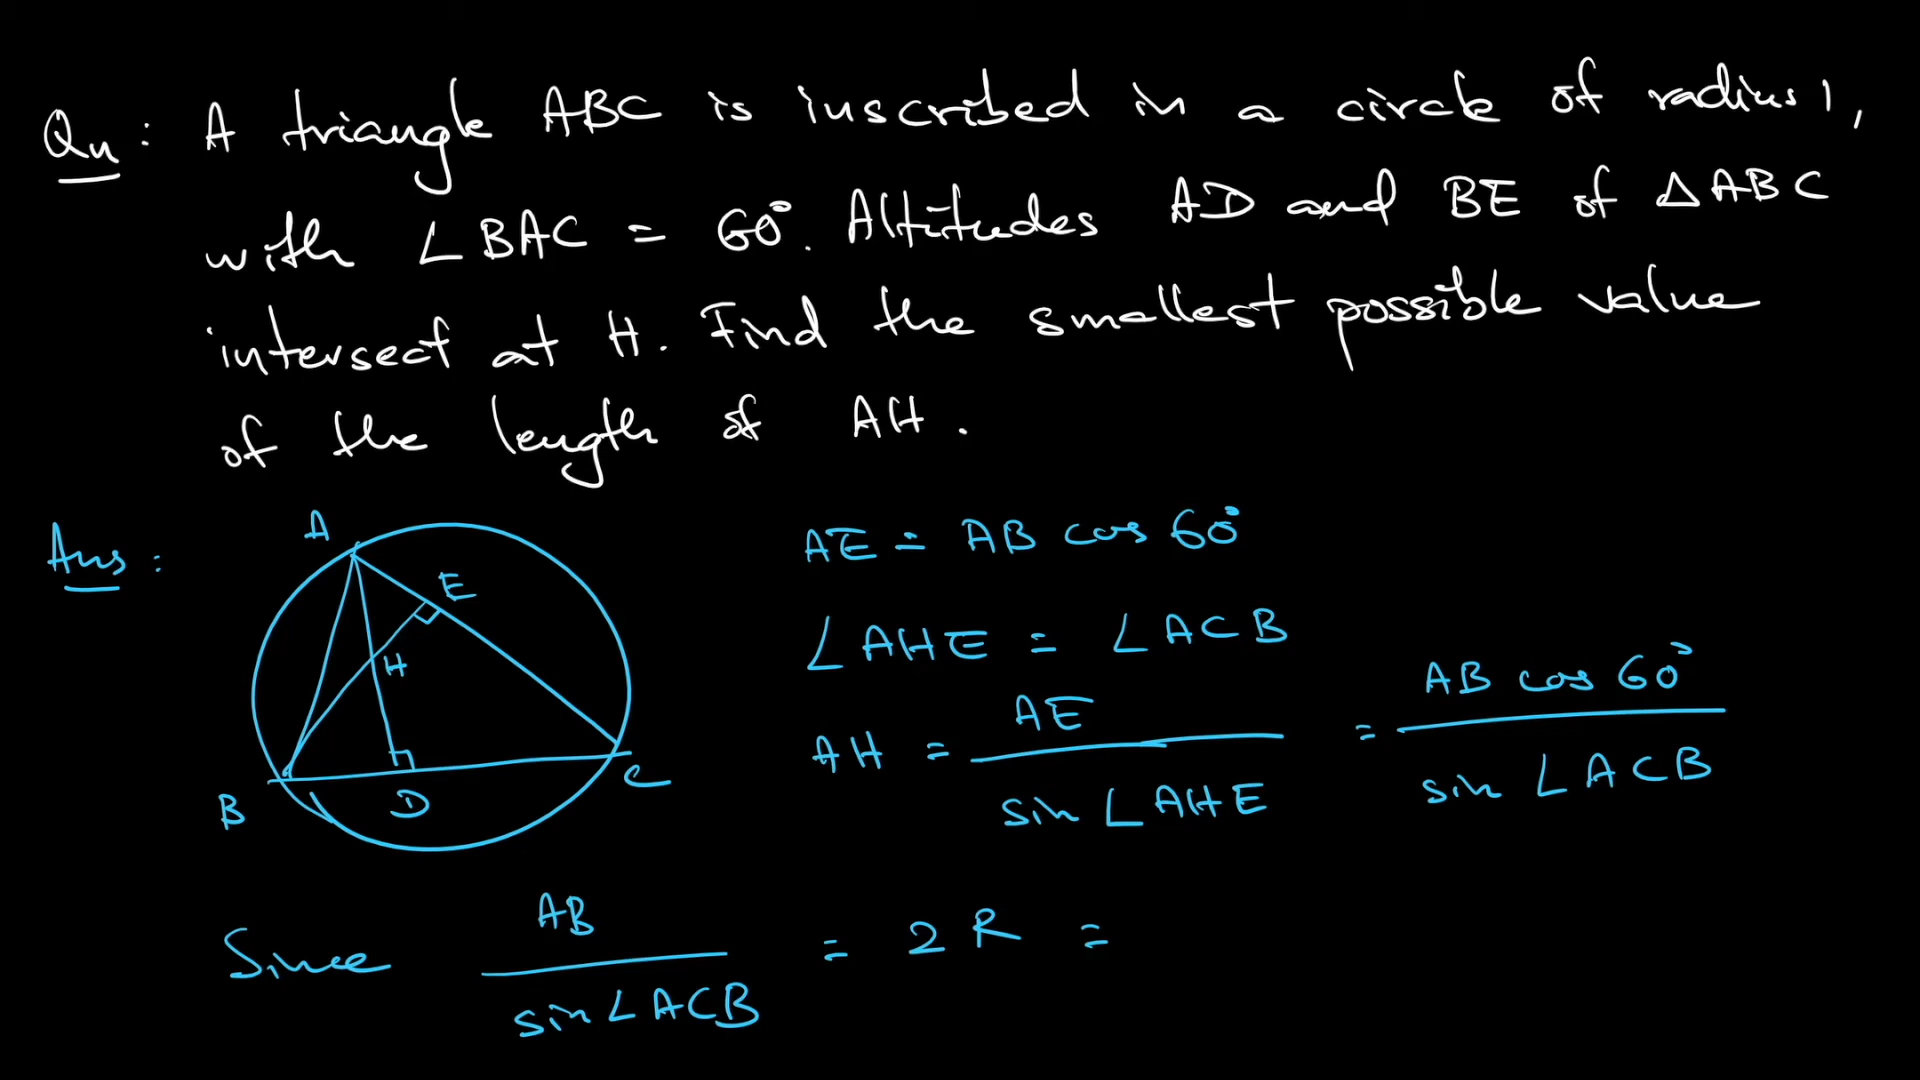 Qn : A triangle ABC is inscribed in a circle of radius 1,
with ∠BAC = 60°. Altitudes AD and BE of △ABC
intersect at H. Find the smallest possible value
of the length of AH.
Ans :
A
E
H
B
D
C
AE = AB cos 60°
∠AHE = ∠ACB
AH = AE / sin ∠AHE = AB cos 60° / sin ∠ACB
Since AB / sin∠ACB = 2R =